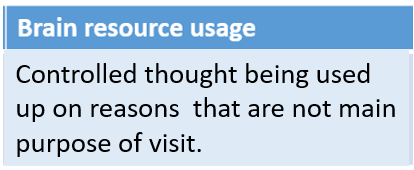 Brain resource usage
Controlled thought being used
up on reasons  that are not main
purpose of visit.